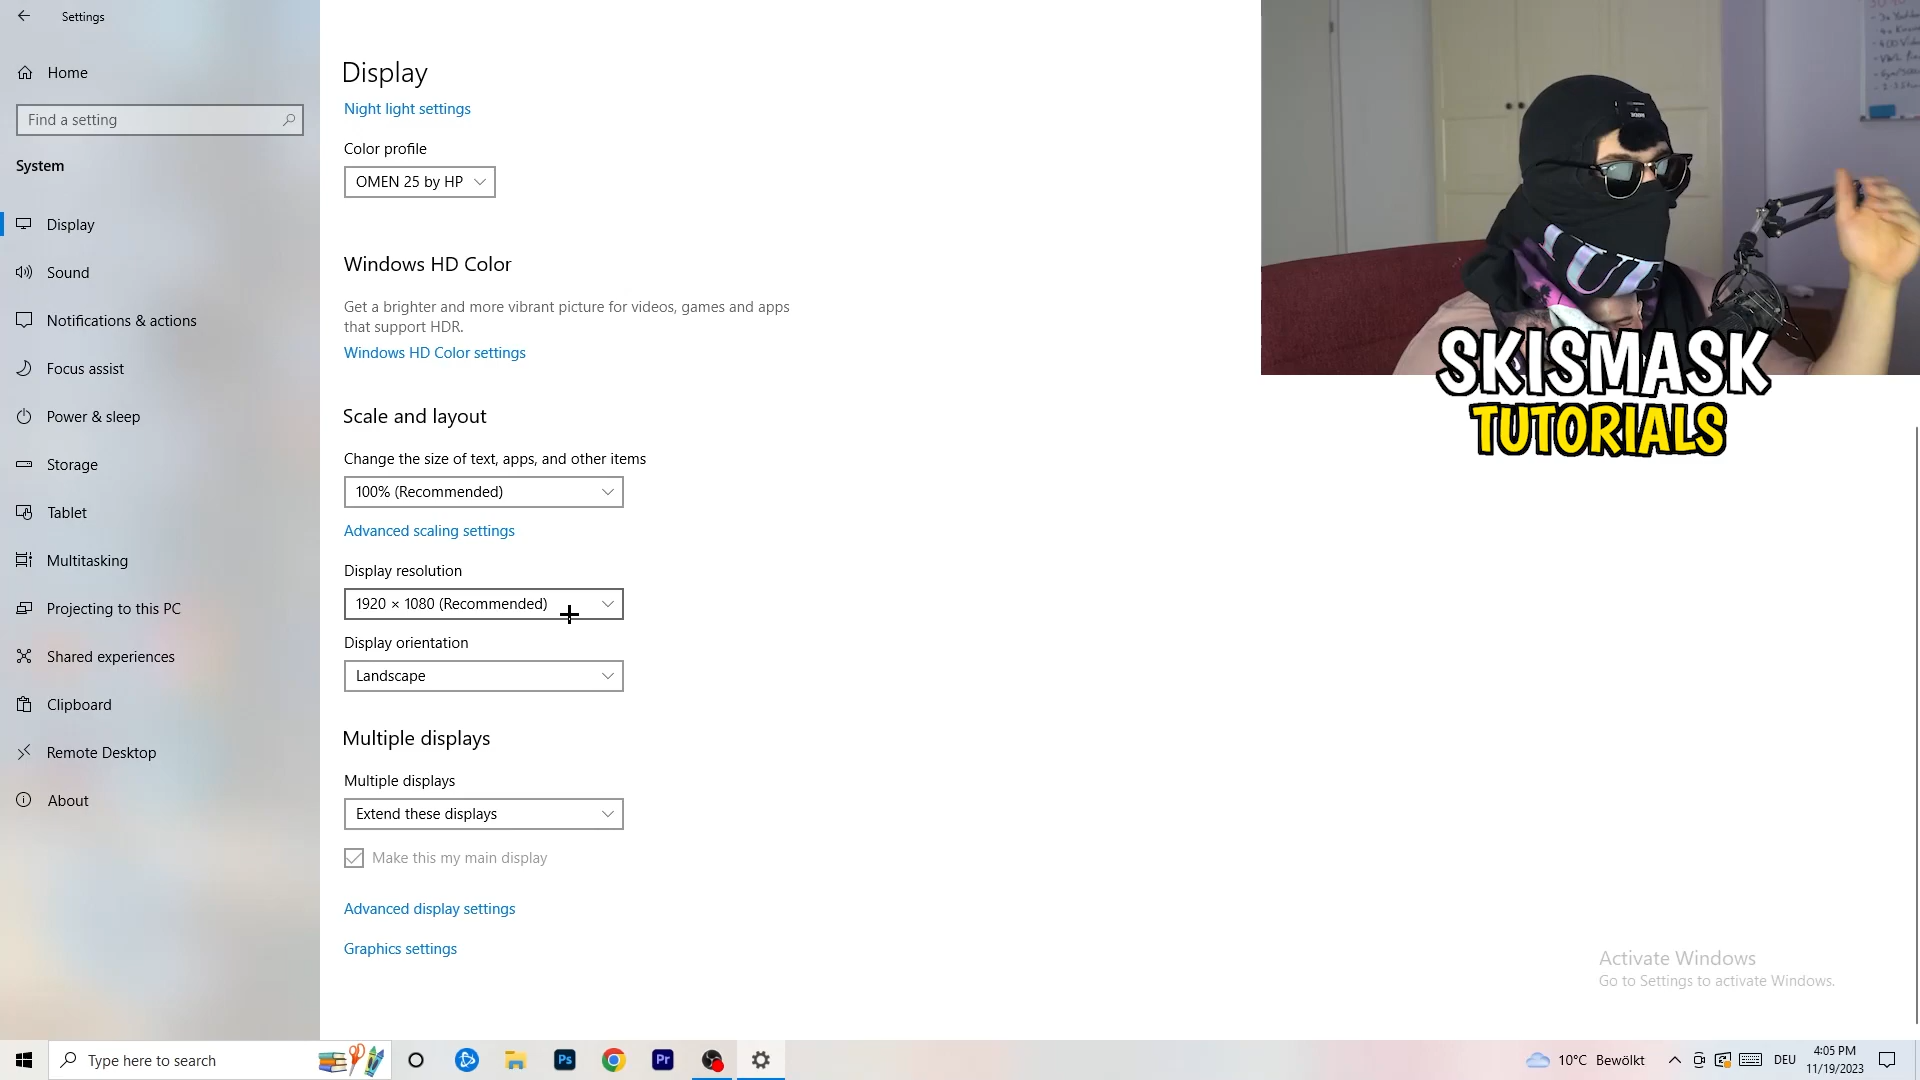 Settings
Home
Find a setting
System
Display
Sound
Notifications & actions
Focus assist
Power & sleep
Storage
Tablet
Multitasking
Projecting to this PC
Shared experiences
Clipboard
Remote Desktop
About
Display
Night light settings
Color profile
OMEN 25 by HP
Windows HD Color
Get a brighter and more vibrant picture for videos, games and apps
that support HDR.
Windows HD Color settings
Scale and layout
Change the size of text, apps, and other items
100% (Recommended)
Advanced scaling settings
Display resolution
1920 × 1080 (Recommended)
Display orientation
Landscape
Multiple displays
Multiple displays
Extend these displays
Make this my main display
Advanced display settings
Graphics settings
SKISMASK
TUTORIALS
Activate Windows
Go to Settings to activate Windows.
Type here to search
Ps
Pr
10°C Bewölkt
DEU
4:05 PM
11/19/2023